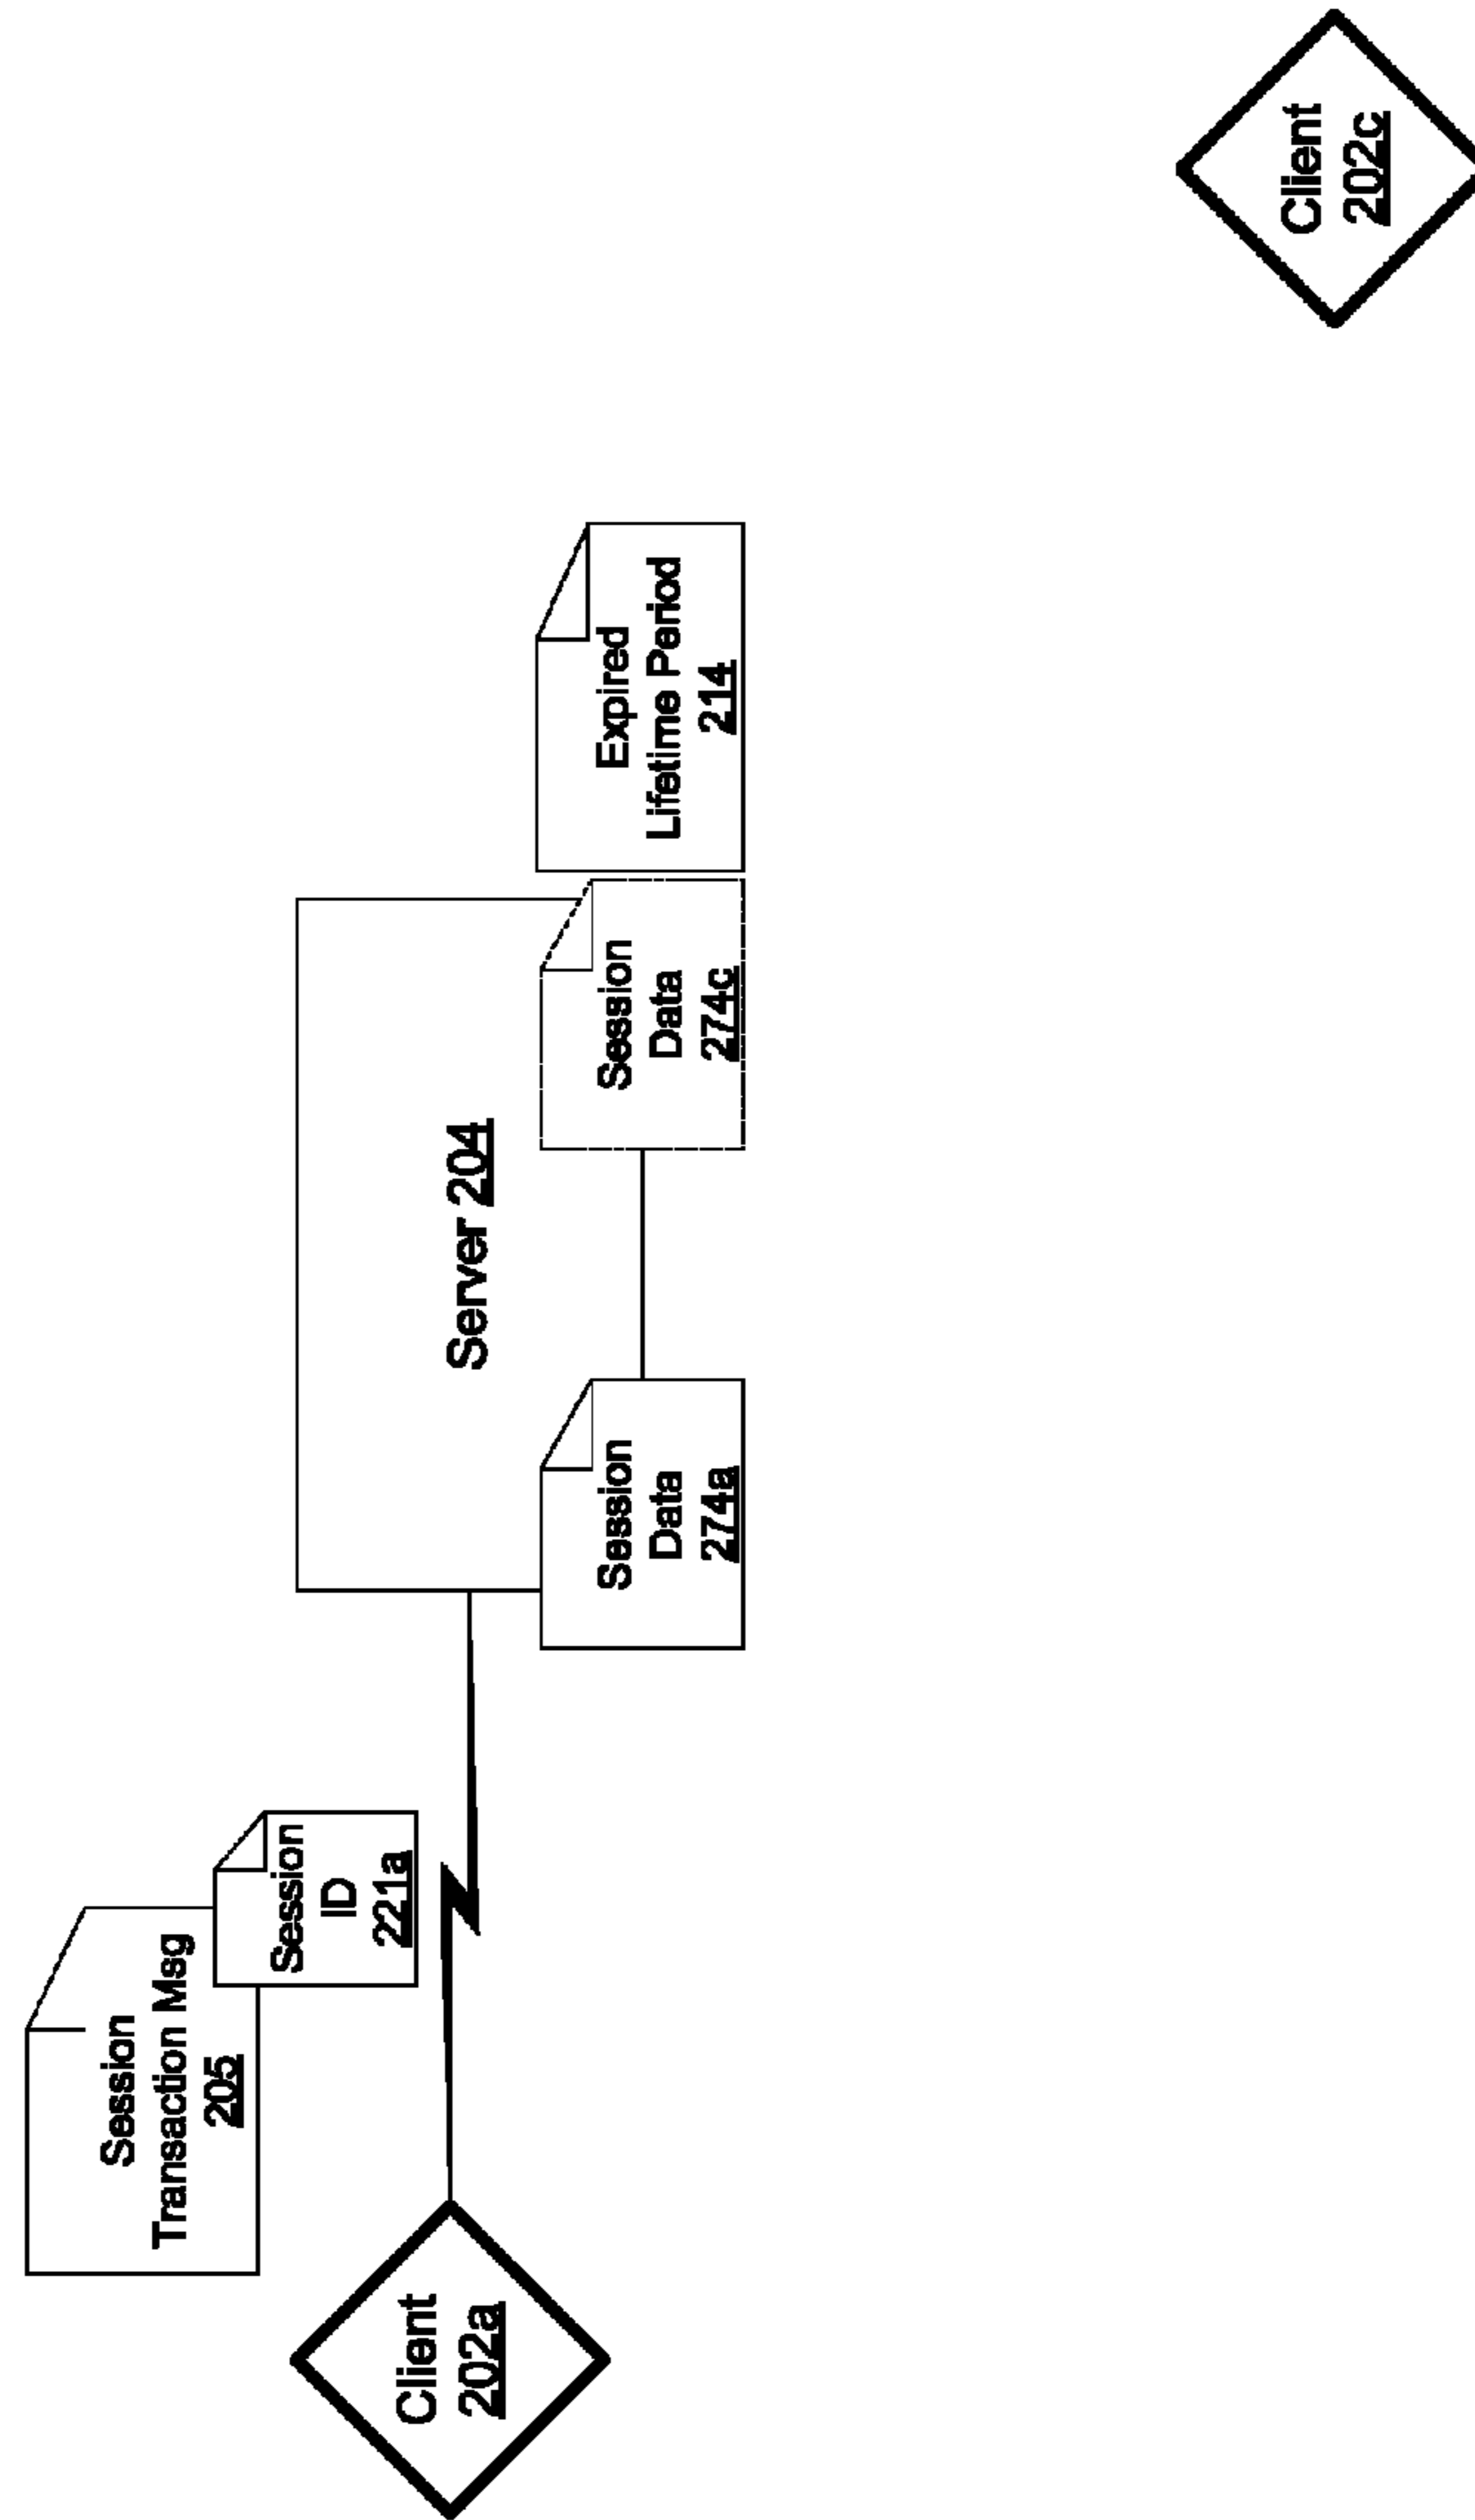 Session
Transaction Msg
205
Session
ID
221a
Client
202a
Server 204
Session
Data
274a
Session
Data
274c
Expired
Lifetime Period
214
Client
202c